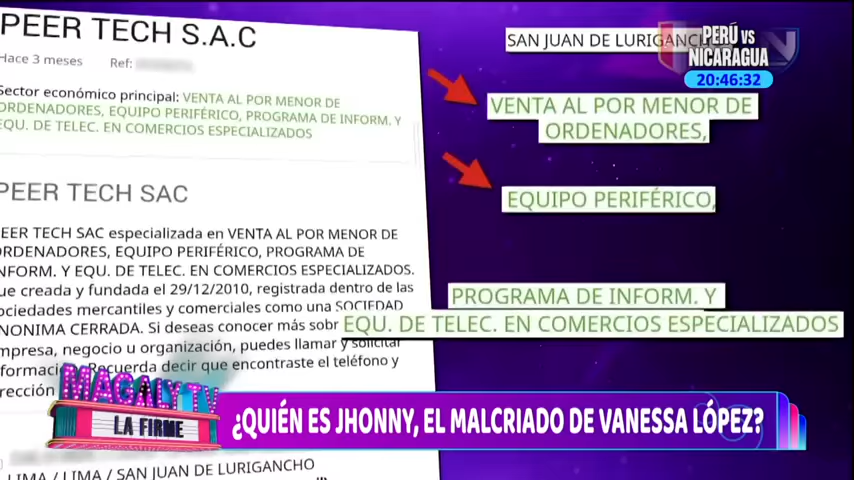 PEER TECH S.A.C
Hace 3 meses Ref:
Sector económico principal: VENTA AL POR MENOR DE
ORDENADORES, EQUIPO PERIFÉRICO, PROGRAMA DE INFORM. Y
EQU. DE TELEC. EN COMERCIOS ESPECIALIZADOS
PEER TECH SAC
PEER TECH SAC especializada en VENTA AL POR MENOR DE
ORDENADORES, EQUIPO PERIFÉRICO, PROGRAMA DE
INFORM. Y EQU. DE TELEC. EN COMERCIOS ESPECIALIZADOS.
ue creada y fundada el 29/12/2010, registrada dentro de las
ociedades mercantiles y comerciales como una SOCIEDAD
ANONIMA CERRADA. Si deseas conocer más sobr
empresa, negocio u organización, puedes llamar y solicitar
nformaci Recuerda decir que encontraste el teléfono y
rección
LIMA / LIMA / SAN JUAN DE LURIGANCHO
SAN JUAN DE LURIGANCHO
VENTA AL POR MENOR DE
ORDENADORES,
EQUIPO PERIFÉRICO,
PROGRAMA DE INFORM. Y
EQU. DE TELEC. EN COMERCIOS ESPECIALIZADOS
PERÚ vs
NICARAGUA
20:46:32
MAGALY TV
LA FIRME
¿QUIÉN ES JHONNY, EL MALCRIADO DE VANESSA LÓPEZ?